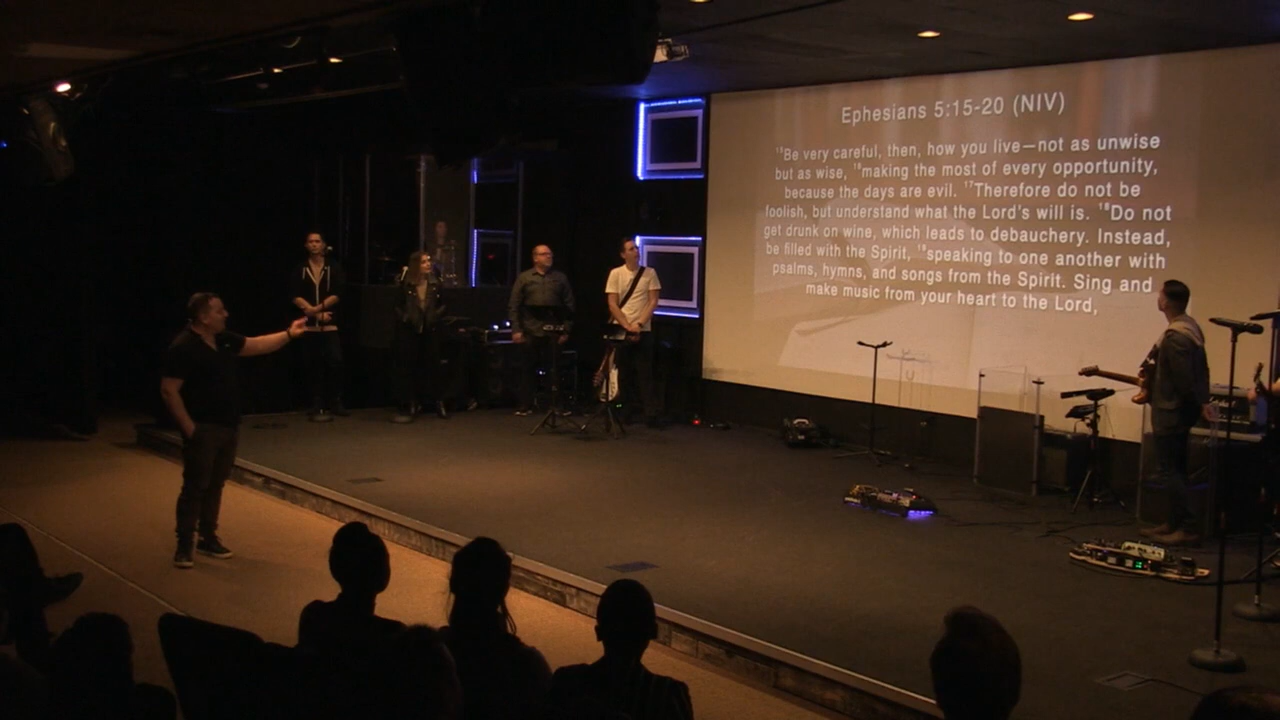 Ephesians 5:15-20 (NIV)
¹⁵Be very careful, then, how you live—not as unwise
but as wise, ¹⁶making the most of every opportunity,
because the days are evil. ¹⁷Therefore do not be
foolish, but understand what the Lord's will is. ¹⁸Do not
get drunk on wine, which leads to debauchery. Instead,
be filled with the Spirit, ¹⁹speaking to one another with
psalms, hymns, and songs from the Spirit. Sing and
make music from your heart to the Lord,